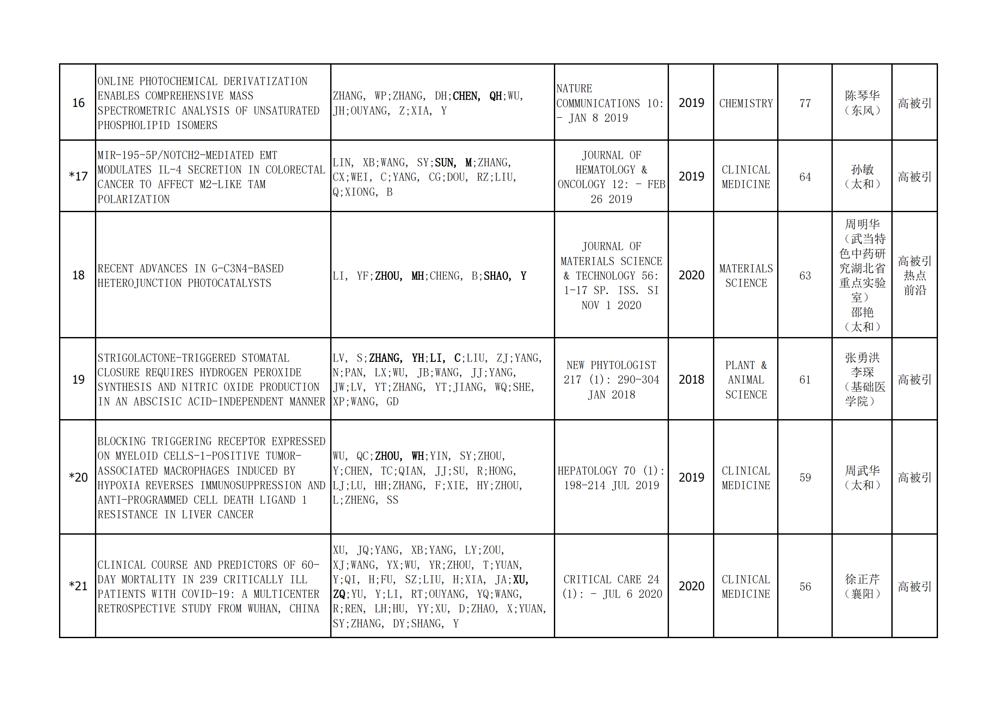 16
ONLINE PHOTOCHEMICAL DERIVATIZATION
ENABLES COMPREHENSIVE MASS
SPECTROMETRIC ANALYSIS OF UNSATURATED
PHOSPHOLIPID ISOMERS
ZHANG, WP;ZHANG, DH;CHEN, QH;WU,
JH;OUYANG, Z;XIA, Y
NATURE
COMMUNICATIONS 10:
- JAN 8 2019
2019
CHEMISTRY
77
陈琴华
（东风）
高被引
*17
MIR-195-5P/NOTCH2-MEDIATED EMT
MODULATES IL-4 SECRETION IN COLORECTAL
CANCER TO AFFECT M2-LIKE TAM
POLARIZATION
LIN, XB;WANG, SY;SUN, M;ZHANG,
CX;WEI, C;YANG, CG;DOU, RZ;LIU,
Q;XIONG, B
JOURNAL OF
HEMATOLOGY &
ONCOLOGY 12: - FEB
26 2019
2019
CLINICAL
MEDICINE
64
孙敏
（太和）
高被引
18
RECENT ADVANCES IN G-C3N4-BASED
HETEROJUNCTION PHOTOCATALYSTS
LI, YF;ZHOU, MH;CHENG, B;SHAO, Y
JOURNAL OF
MATERIALS SCIENCE
& TECHNOLOGY 56:
1-17 SP. ISS. SI
NOV 1 2020
2020
MATERIALS
SCIENCE
63
周明华
（武当特
色中药研
究湖北省
重点实验
室）
邵艳
（太和）
高被引
热点
前沿
19
STRIGOLACTONE-TRIGGERED STOMATAL
CLOSURE REQUIRES HYDROGEN PEROXIDE
SYNTHESIS AND NITRIC OXIDE PRODUCTION
IN AN ABSCISIC ACID-INDEPENDENT MANNER
LV, S;ZHANG, YH;LI, C;LIU, ZJ;YANG,
N;PAN, LX;WU, JB;WANG, JJ;YANG,
JW;LV, YT;ZHANG, YT;JIANG, WQ;SHE,
XP;WANG, GD
NEW PHYTOLOGIST
217 (1): 290-304
JAN 2018
2018
PLANT &
ANIMAL
SCIENCE
61
张勇洪
李琛
（基础医
学院）
高被引
*20
BLOCKING TRIGGERING RECEPTOR EXPRESSED
ON MYELOID CELLS-1-POSITIVE TUMOR-
ASSOCIATED MACROPHAGES INDUCED BY
HYPOXIA REVERSES IMMUNOSUPPRESSION AND
ANTI-PROGRAMMED CELL DEATH LIGAND 1
RESISTANCE IN LIVER CANCER
WU, QC;ZHOU, WH;YIN, SY;ZHOU,
Y;CHEN, TC;QIAN, JJ;SU, R;HONG,
LJ;LU, HH;ZHANG, F;XIE, HY;ZHOU,
L;ZHENG, SS
HEPATOLOGY 70 (1):
198-214 JUL 2019
2019
CLINICAL
MEDICINE
59
周武华
（太和）
高被引
*21
CLINICAL COURSE AND PREDICTORS OF 60-
DAY MORTALITY IN 239 CRITICALLY ILL
PATIENTS WITH COVID-19: A MULTICENTER
RETROSPECTIVE STUDY FROM WUHAN, CHINA
XU, JQ;YANG, XB;YANG, LY;ZOU,
XJ;WANG, YX;WU, YR;ZHOU, T;YUAN,
Y;QI, H;FU, SZ;LIU, H;XIA, JA;XU,
ZQ;YU, Y;LI, RT;OUYANG, YQ;WANG,
R;REN, LH;HU, YY;XU, D;ZHAO, X;YUAN,
SY;ZHANG, DY;SHANG, Y
CRITICAL CARE 24
(1): - JUL 6 2020
2020
CLINICAL
MEDICINE
56
徐正芹
（襄阳）
高被引